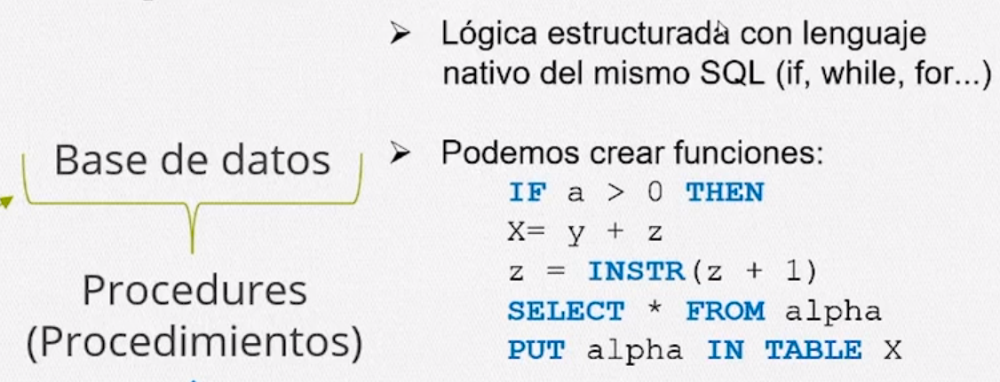 Lógica estructurada con lenguaje
nativo del mismo SQL (if, while, for...)
Base de datos
Procedures
(Procedimientos)
Podemos crear funciones:
IF a > 0 THEN
X= y + z
z = INSTR(z + 1)
SELECT * FROM alpha
PUT alpha IN TABLE X